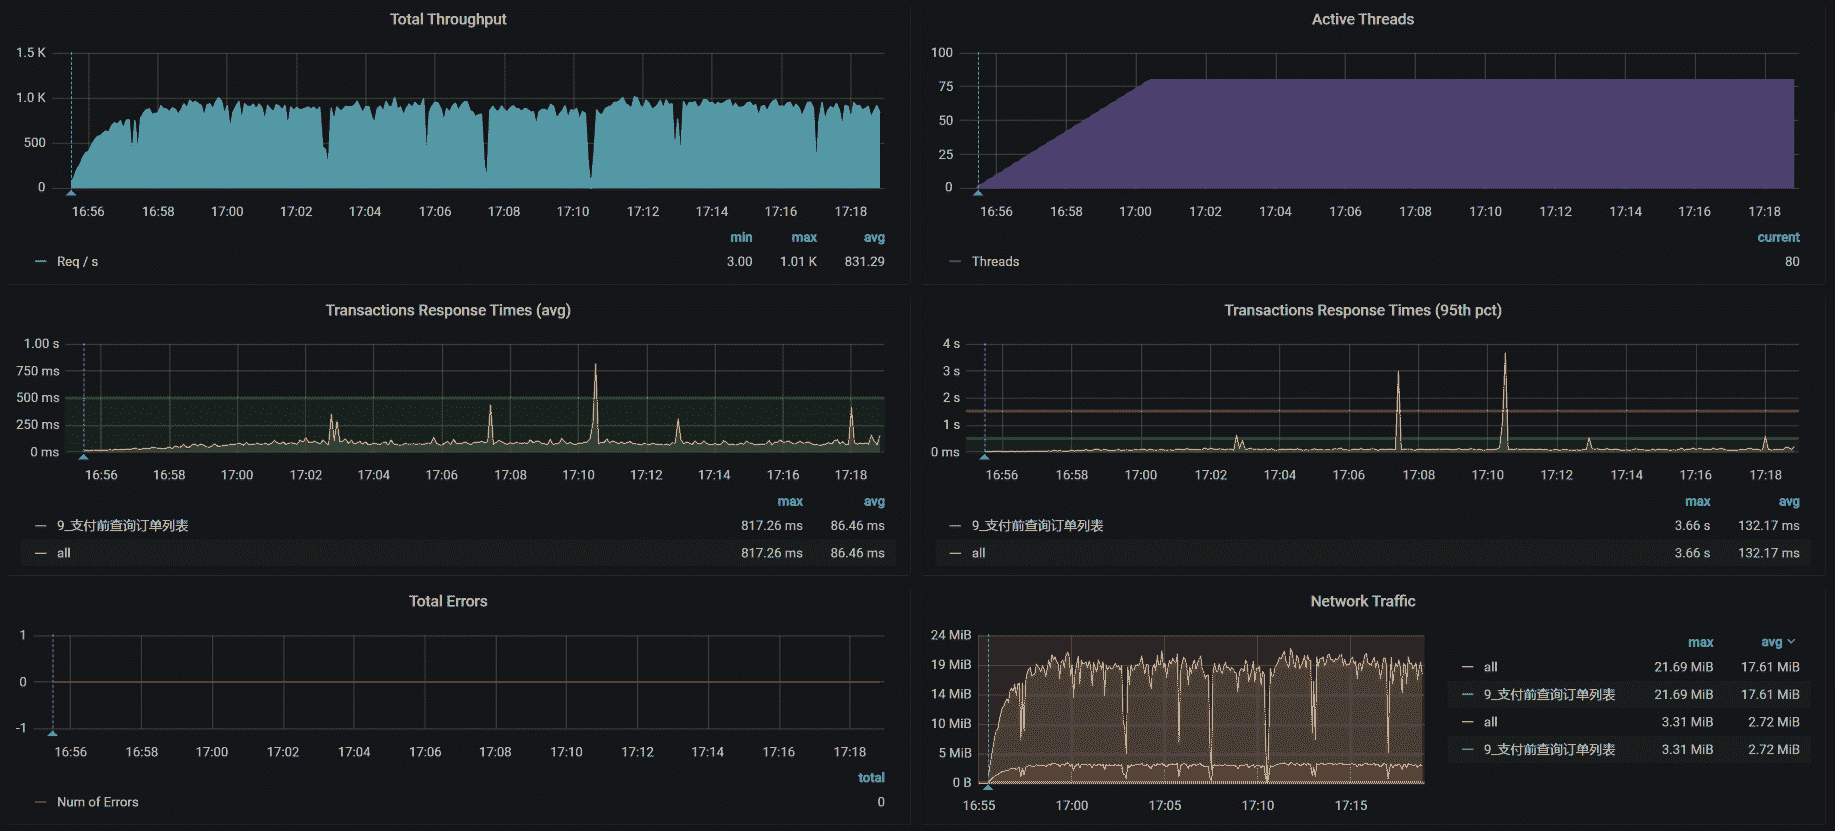 Total Throughput
1.5 K
1.0 K
500
0
16:56 16:58 17:00 17:02 17:04 17:06 17:08 17:10 17:12 17:14 17:16 17:18
min max avg
Req / s 3.00 1.01 K 831.29
Active Threads
100
75
50
25
0
16:56 16:58 17:00 17:02 17:04 17:06 17:08 17:10 17:12 17:14 17:16 17:18
current
Threads 80
Transactions Response Times (avg)
1.00 s
750 ms
500 ms
250 ms
0 ms
16:56 16:58 17:00 17:02 17:04 17:06 17:08 17:10 17:12 17:14 17:16 17:18
max avg
9_支付前查询订单列表 817.26 ms 86.46 ms
all 817.26 ms 86.46 ms
Transactions Response Times (95th pct)
4 s
3 s
2 s
1 s
0 ms
16:56 16:58 17:00 17:02 17:04 17:06 17:08 17:10 17:12 17:14 17:16 17:18
max avg
9_支付前查询订单列表 3.66 s 132.17 ms
all 3.66 s 132.17 ms
Total Errors
1
0
-1
16:56 16:58 17:00 17:02 17:04 17:06 17:08 17:10 17:12 17:14 17:16 17:18
total
Num of Errors 0
Network Traffic
24 MiB
19 MiB
14 MiB
10 MiB
5 MiB
0 B
16:55 17:00 17:05 17:10 17:15
max avg
all 21.69 MiB 17.61 MiB
9_支付前查询订单列表 21.69 MiB 17.61 MiB
all 3.31 MiB 2.72 MiB
9_支付前查询订单列表 3.31 MiB 2.72 MiB